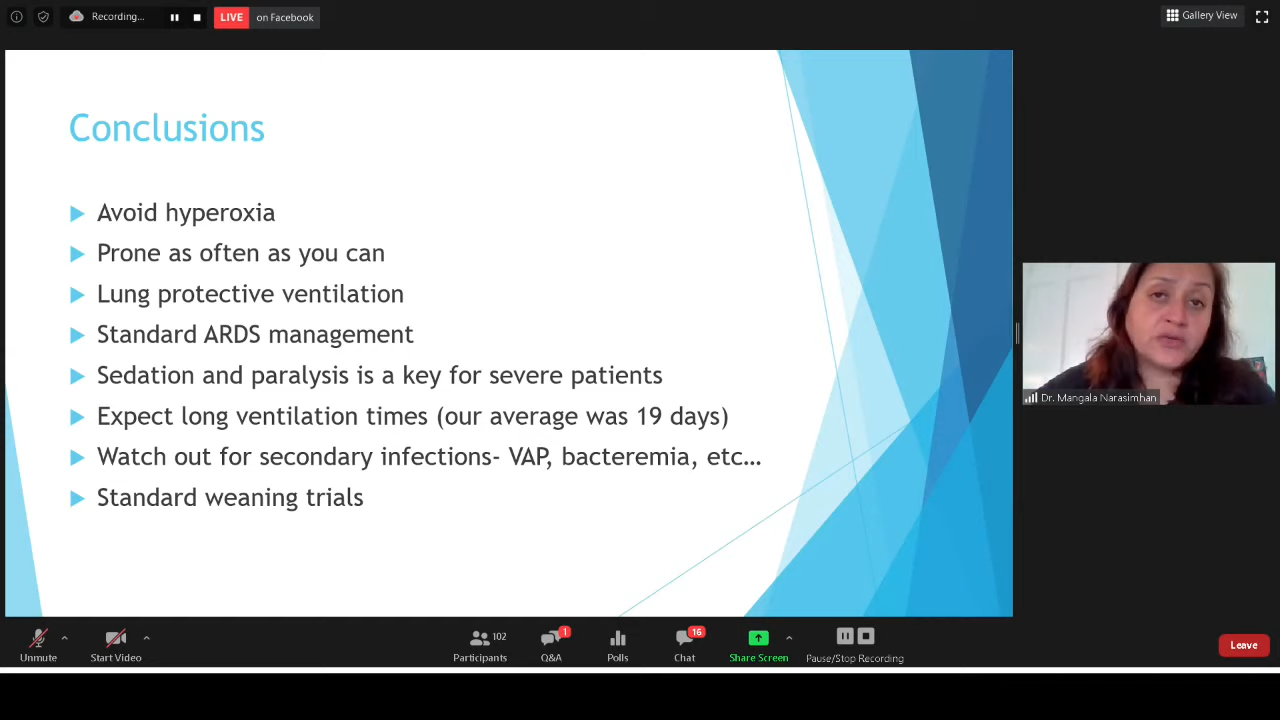 Recording...
LIVE on Facebook
Gallery View
Conclusions
Avoid hyperoxia
Prone as often as you can
Lung protective ventilation
Standard ARDS management
Sedation and paralysis is a key for severe patients
Expect long ventilation times (our average was 19 days)
Watch out for secondary infections- VAP, bacteremia, etc…
Standard weaning trials
Dr. Mangala Narasimhan
102
1
16
Unmute
Start Video
Participants
Q&A
Polls
Chat
Share Screen
Pause/Stop Recording
Leave